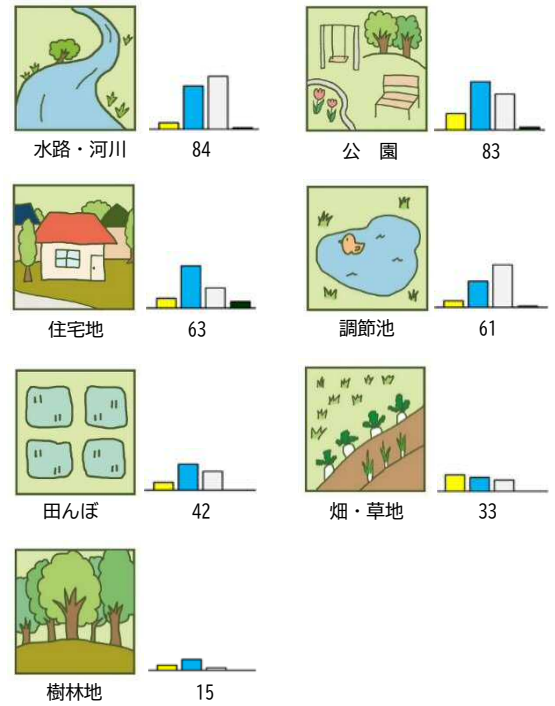 水路・河川 84
公　園 83
住宅地 63
調節池 61
田んぼ 42
畑・草地 33
樹林地 15